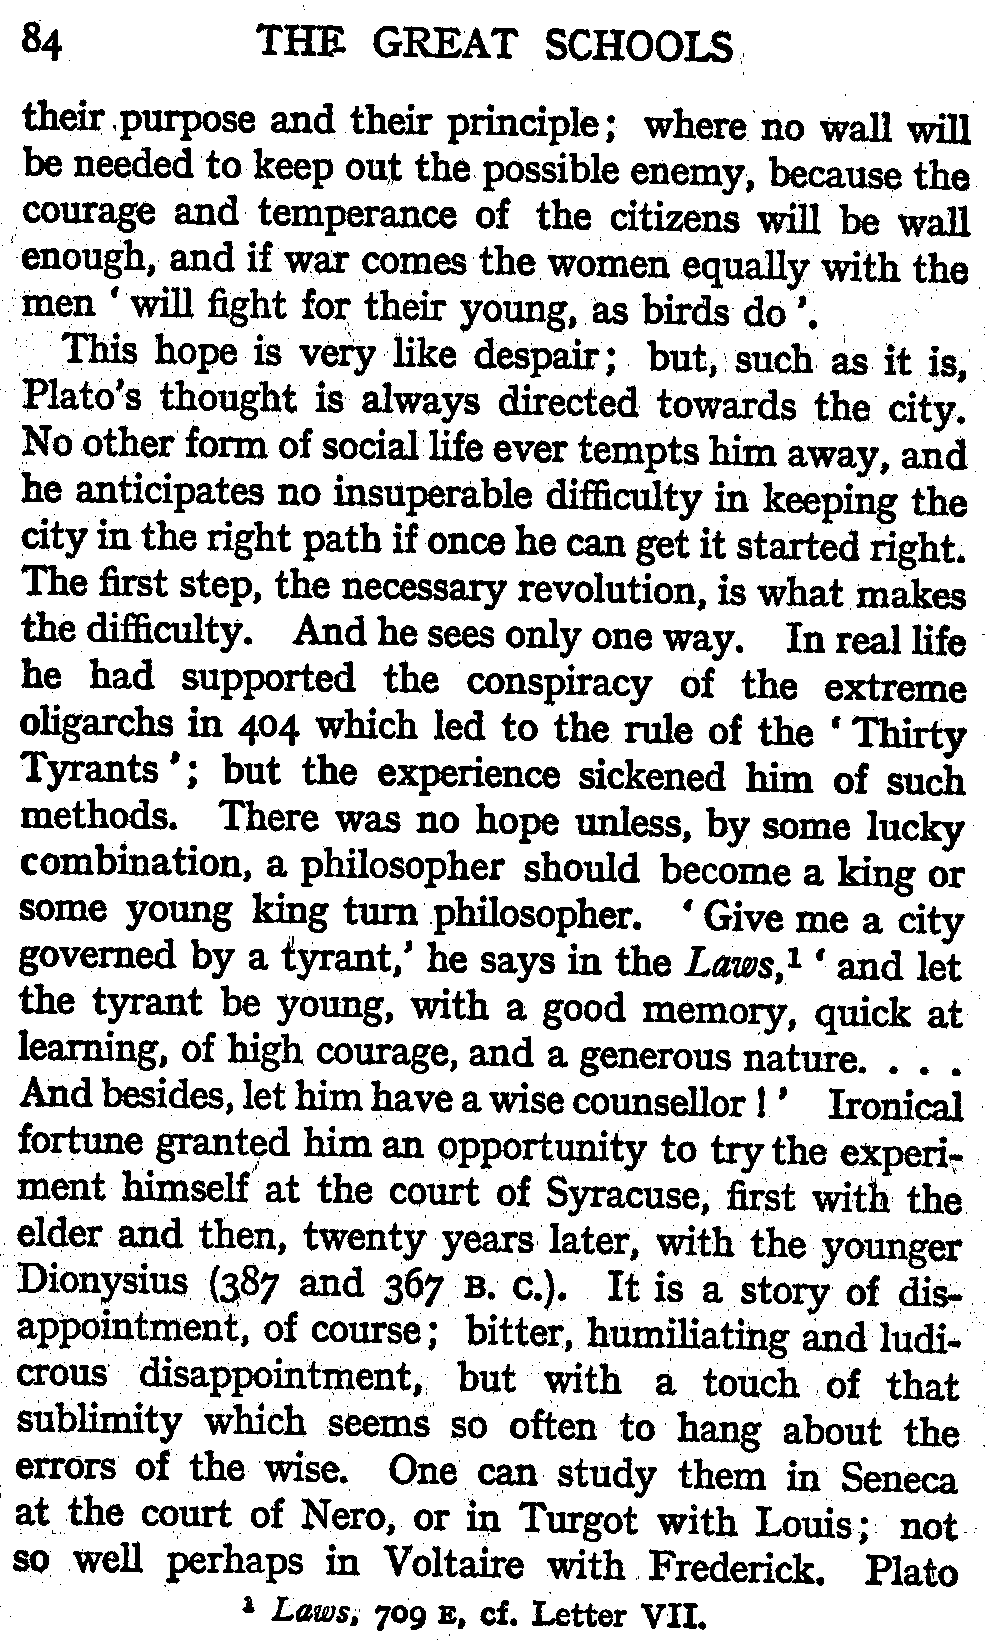 84 THE GREAT SCHOOLS
their purpose and their principle; where no wall will
be needed to keep out the possible enemy, because the
courage and temperance of the citizens will be wall
enough, and if war comes the women equally with the
men ‘ will fight for their young, as birds do ’.
This hope is very like despair; but, such as it is,
Plato’s thought is always directed towards the city.
No other form of social life ever tempts him away, and
he anticipates no insuperable difficulty in keeping the
city in the right path if once he can get it started right.
The first step, the necessary revolution, is what makes
the difficulty. And he sees only one way. In real life
he had supported the conspiracy of the extreme
oligarchs in 404 which led to the rule of the ‘ Thirty
Tyrants ’; but the experience sickened him of such
methods. There was no hope unless, by some lucky
combination, a philosopher should become a king or
some young king turn philosopher. ‘ Give me a city
governed by a tyrant,’ he says in the Laws,¹ ‘ and let
the tyrant be young, with a good memory, quick at
learning, of high courage, and a generous nature. . . .
And besides, let him have a wise counsellor ! ’ Ironical
fortune granted him an opportunity to try the experi-
ment himself at the court of Syracuse, first with the
elder and then, twenty years later, with the younger
Dionysius (387 and 367 B. C.). It is a story of dis-
appointment, of course; bitter, humiliating and ludi-
crous disappointment, but with a touch of that
sublimity which seems so often to hang about the
errors of the wise. One can study them in Seneca
at the court of Nero, or in Turgot with Louis; not
so well perhaps in Voltaire with Frederick. Plato
¹ Laws, 709 E, cf. Letter VII.